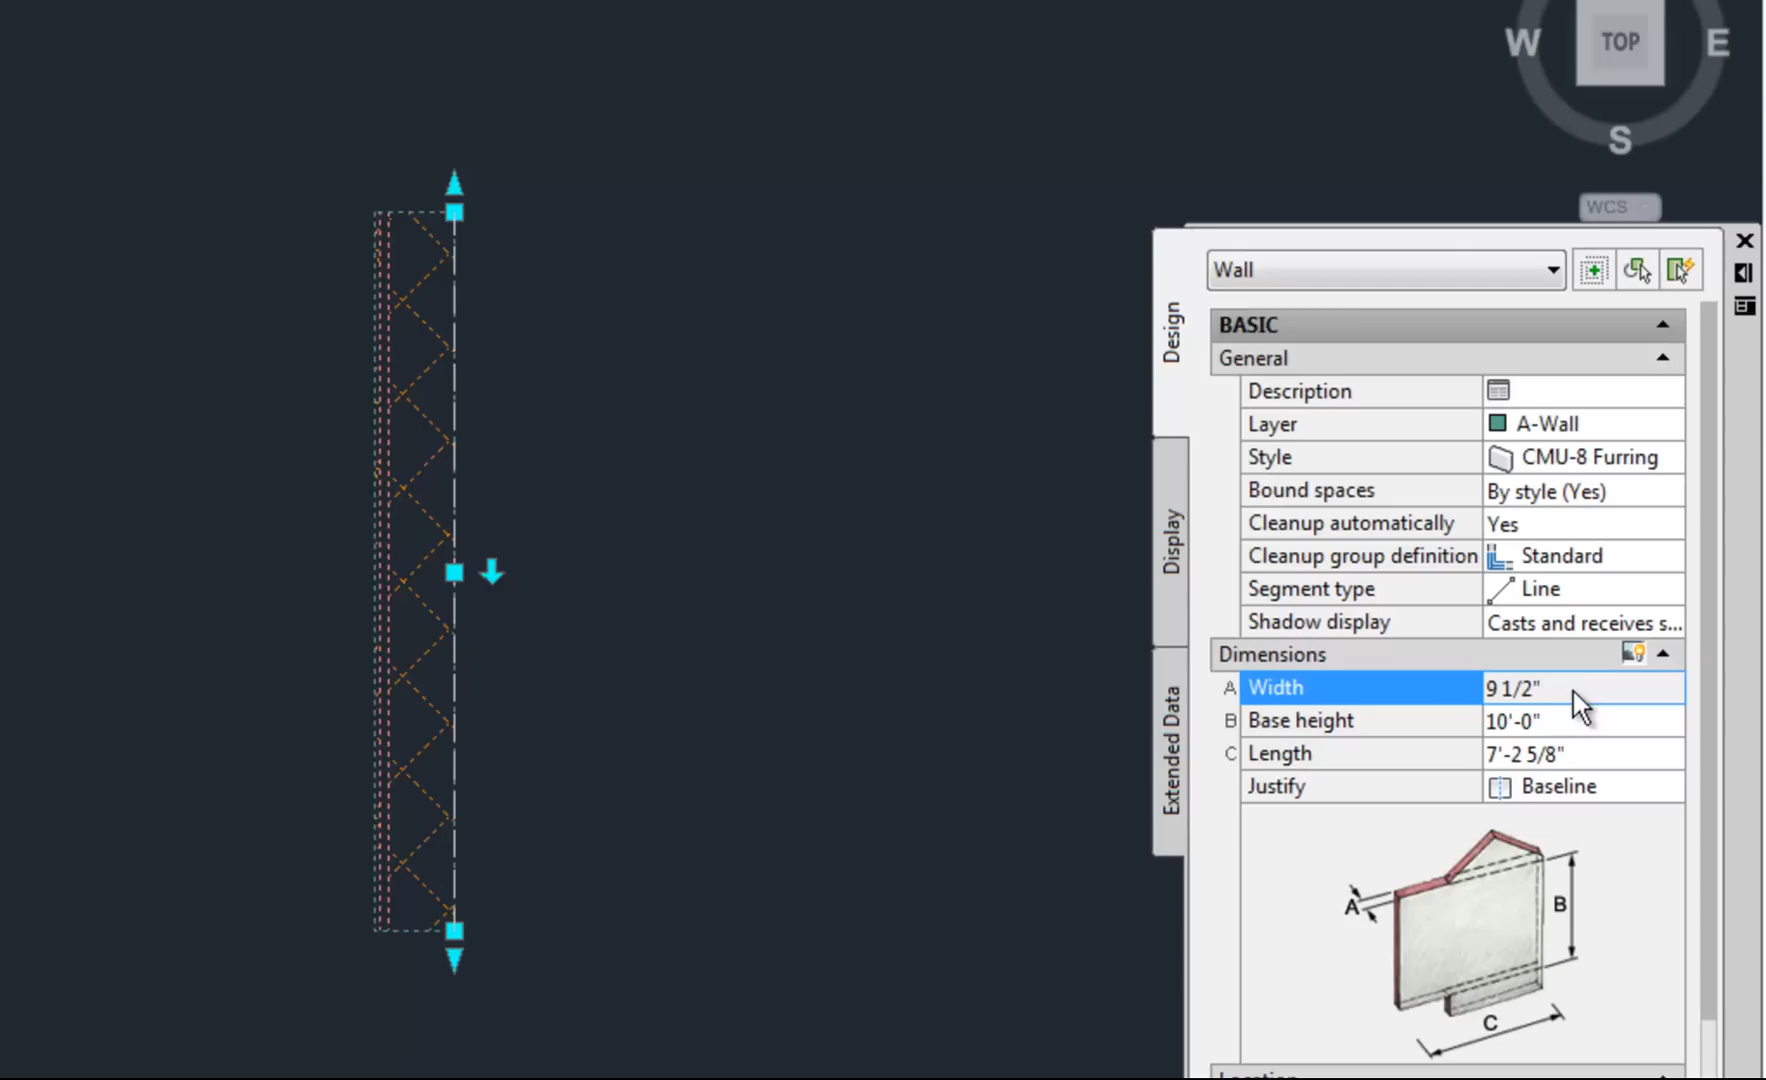 W TOP E
S
WCS
Wall
Design
BASIC
General
Description
Layer A-Wall
Style CMU-8 Furring
Bound spaces By style (Yes)
Cleanup automatically Yes
Cleanup group definition Standard
Segment type Line
Shadow display Casts and receives s...
Display
Dimensions
A Width 9 1/2"
B Base height 10'-0"
C Length 7'-2 5/8"
Justify Baseline
Extended Data
A
B
C
Location